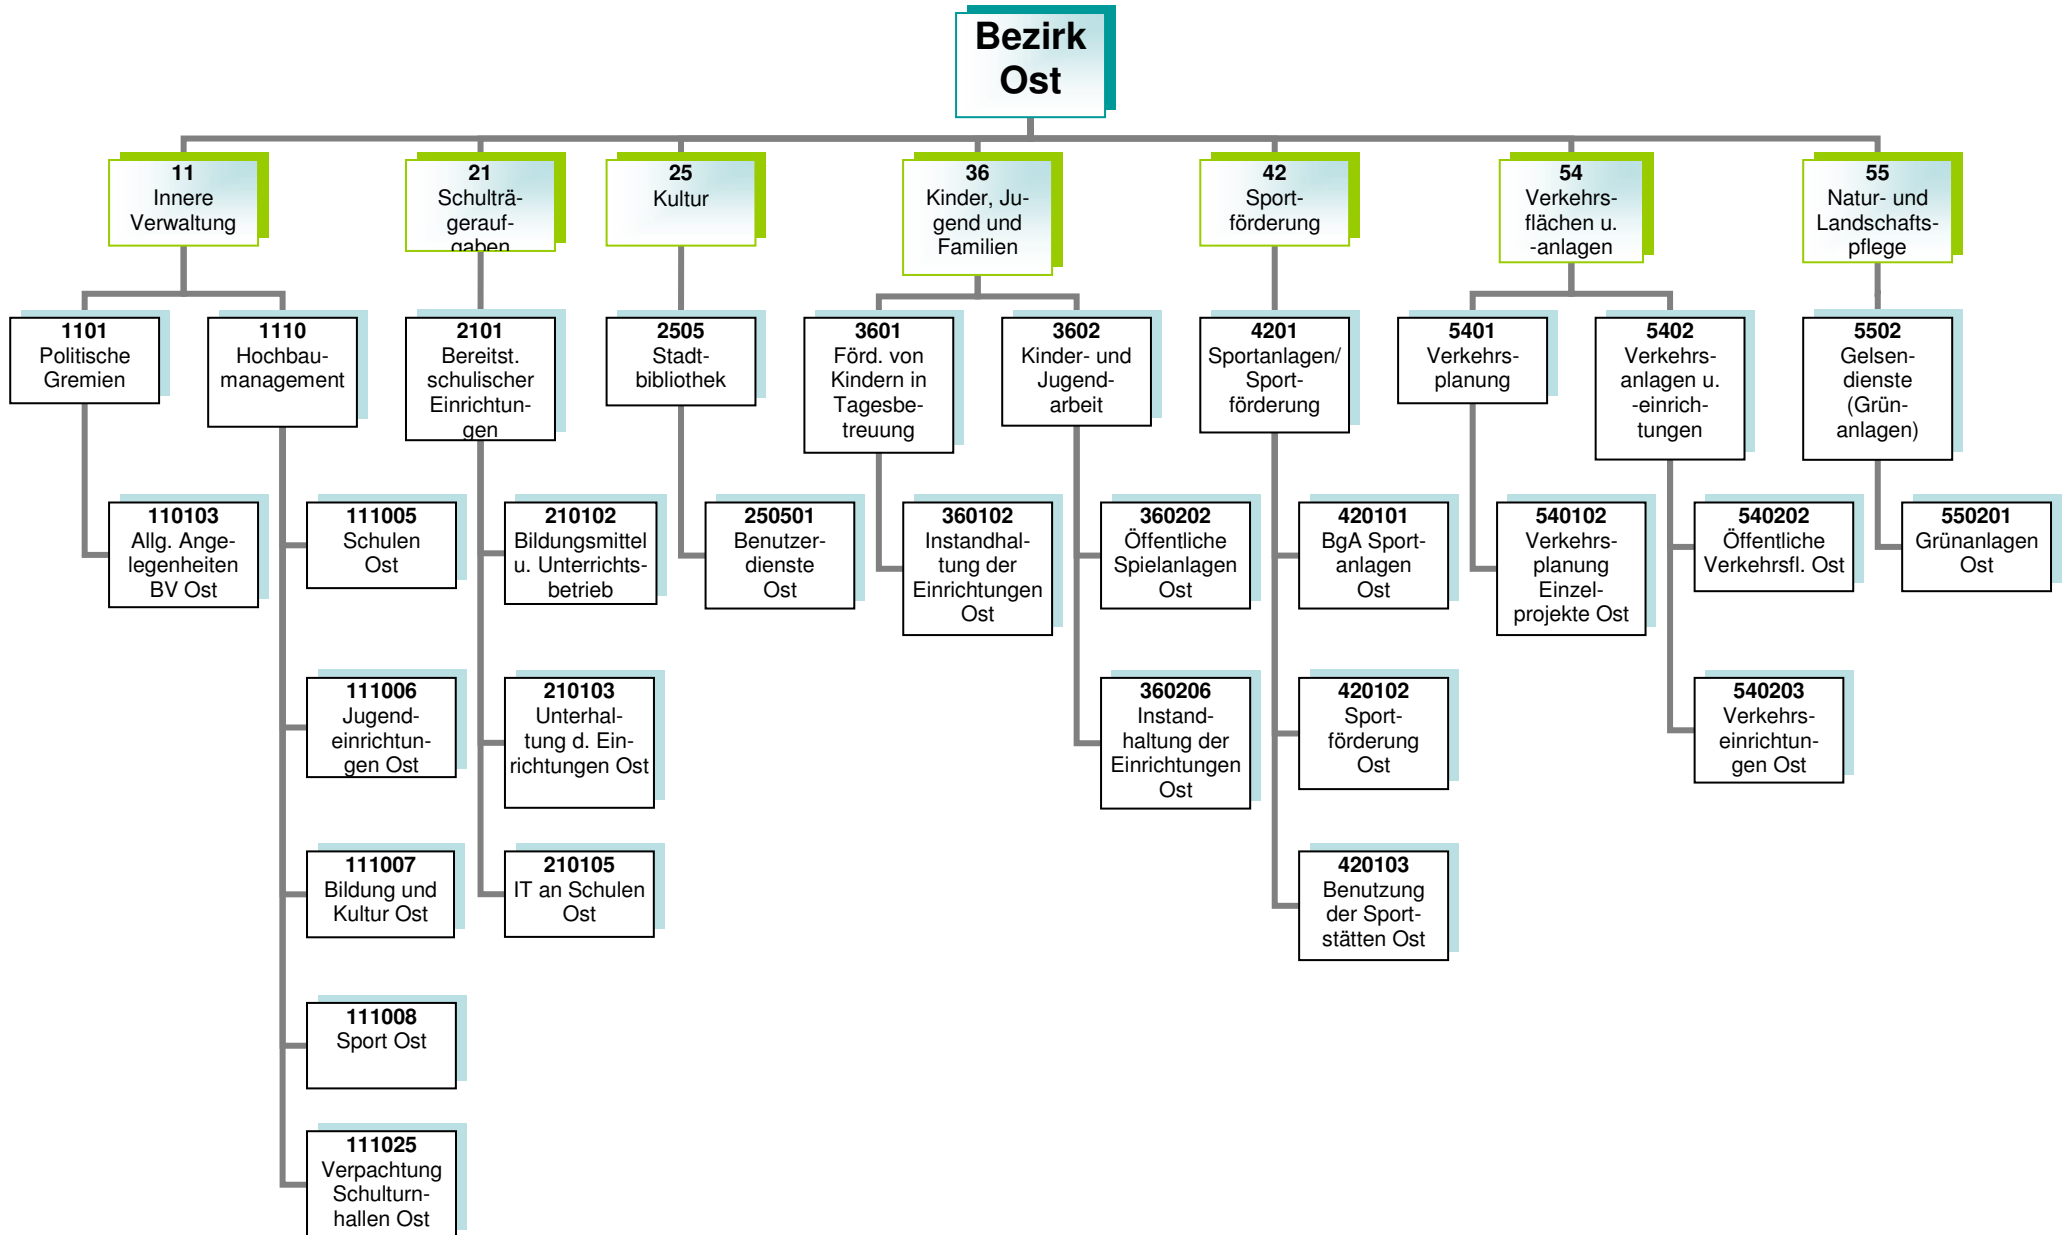 Bezirk
Ost
11
Innere
Verwaltung
21
Schulträ-
gerauf-
gaben
25
Kultur
36
Kinder, Ju-
gend und
Familien
42
Sport-
förderung
54
Verkehrs-
flächen u.
-anlagen
55
Natur- und
Landschafts-
pflege
1101
Politische
Gremien
1110
Hochbau-
management
2101
Bereitst.
schulischer
Einrichtun-
gen
2505
Stadt-
bibliothek
3601
Förd. von
Kindern in
Tagesbe-
treuung
3602
Kinder- und
Jugend-
arbeit
4201
Sportanlagen/
Sport-
förderung
5401
Verkehrs-
planung
5402
Verkehrs-
anlagen u.
-einrich-
tungen
5502
Gelsen-
dienste
(Grün-
anlagen)
110103
Allg. Ange-
legenheiten
BV Ost
111005
Schulen
Ost
210102
Bildungsmittel
u. Unterrichts-
betrieb
250501
Benutzer-
dienste
Ost
360102
Instandhal-
tung der
Einrichtungen
Ost
360202
Öffentliche
Spielanlagen
Ost
420101
BgA Sport-
anlagen
Ost
540102
Verkehrs-
planung
Einzel-
projekte Ost
540202
Öffentliche
Verkehrsfl. Ost
550201
Grünanlagen
Ost
111006
Jugend-
einrichtun-
gen Ost
210103
Unterhal-
tung d. Ein-
richtungen Ost
360206
Instand-
haltung der
Einrichtungen
Ost
420102
Sport-
förderung
Ost
540203
Verkehrs-
einrichtun-
gen Ost
111007
Bildung und
Kultur Ost
210105
IT an Schulen
Ost
420103
Benutzung
der Sport-
stätten Ost
111008
Sport Ost
111025
Verpachtung
Schulturn-
hallen Ost